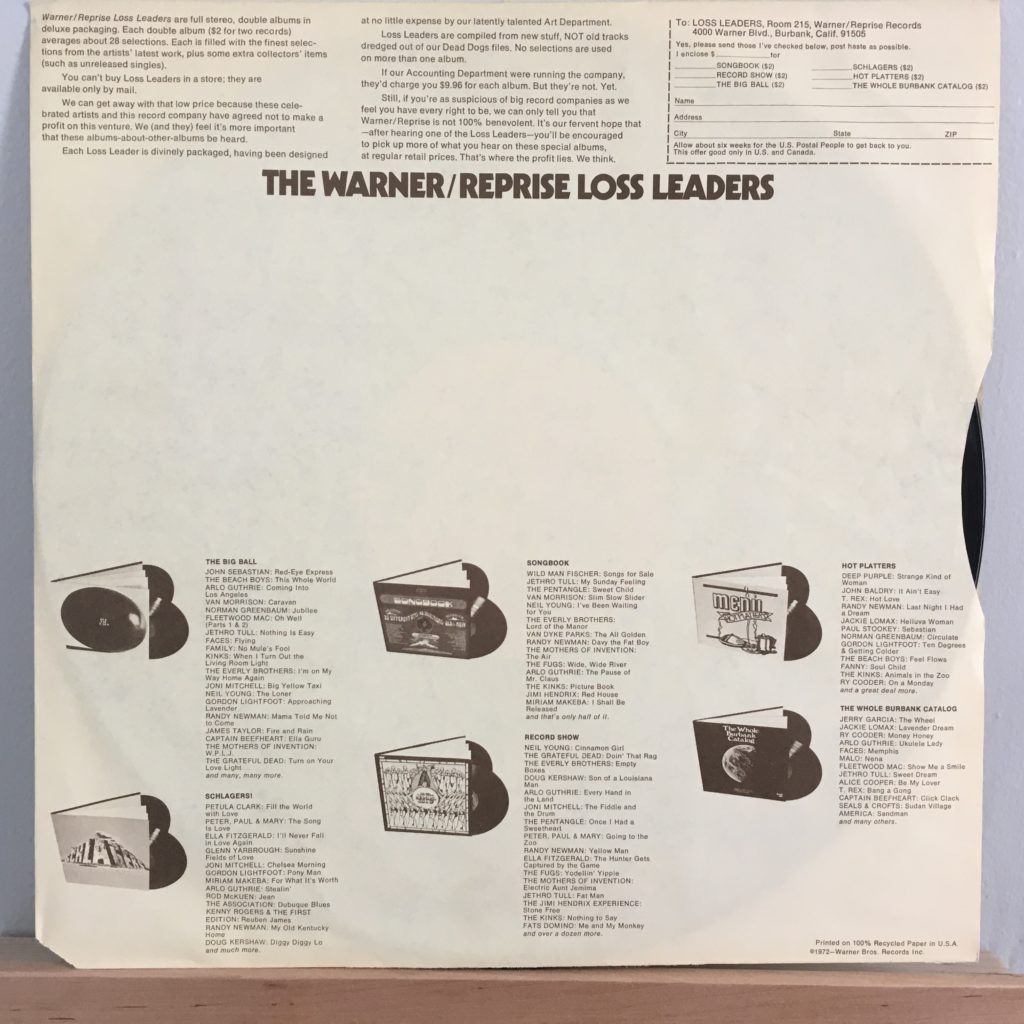 Warner/Reprise Loss Leaders are full stereo, double albums in
deluxe packaging. Each double album ($2 for two records)
averages about 28 selections. Each is filled with the finest selec-
tions from the artists' latest work, plus some extra collectors' items
(such as unreleased singles).
You can't buy Loss Leaders in a store; they are
available only by mail.
We can get away with that low price because these cele-
brated artists and this record company have agreed not to make a
profit on this venture. We (and they) feel it's more important
that these albums-about-other-albums be heard.
Each Loss Leader is divinely packaged, having been designed
at no little expense by our latently talented Art Department.
Loss Leaders are compiled from new stuff, NOT old tracks
dredged out of our Dead Dogs files. No selections are used
on more than one album.
If our Accounting Department were running the company,
they'd charge you $9.96 for each album. But they're not. Yet.
Still, if you're as suspicious of big record companies as we
feel you have every right to be, we can only tell you that
Warner/Reprise is not 100% benevolent. It's our fervent hope that
—after hearing one of the Loss Leaders—you'll be encouraged
to pick up more of what you hear on these special albums,
at regular retail prices. That's where the profit lies. We think.
To: LOSS LEADERS, Room 215, Warner/Reprise Records
4000 Warner Blvd., Burbank, Calif. 91505
Yes, please send those I've checked below, post haste as possible.
I enclose $ for
SONGBOOK ($2)
RECORD SHOW ($2)
THE BIG BALL ($2)
SCHLAGERS ($2)
HOT PLATTERS ($2)
THE WHOLE BURBANK CATALOG ($2)
Name
Address
City State ZIP
Allow about six weeks for the U.S. Postal People to get back to you.
This offer good only in U.S. and Canada.
THE WARNER/REPRISE LOSS LEADERS
THE BIG BALL
JOHN SEBASTIAN: Red-Eye Express
THE BEACH BOYS: This Whole World
ARLO GUTHRIE: Coming Into
Los Angeles
VAN MORRISON: Caravan
NORMAN GREENBAUM: Jubilee
FLEETWOOD MAC: Oh Well
(Parts 1 & 2)
JETHRO TULL: Nothing Is Easy
FACES: Flying
FAMILY: No Mule's Fool
KINKS: When I Turn Out the
Living Room Light
THE EVERLY BROTHERS: I'm on My
Way Home Again
JONI MITCHELL: Big Yellow Taxi
NEIL YOUNG: The Loner
GORDON LIGHTFOOT: Approaching
Lavender
RANDY NEWMAN: Mama Told Me Not
to Come
JAMES TAYLOR: Fire and Rain
CAPTAIN BEEFHEART: Ella Guru
THE MOTHERS OF INVENTION:
W.P.L.J.
THE GRATEFUL DEAD: Turn on Your
Love Light
and many, many more.
SCHLAGERS!
PETULA CLARK: Fill the World
with Love
PETER, PAUL & MARY: The Song
Is Love
ELLA FITZGERALD: I'll Never Fall
in Love Again
GLENN YARBROUGH: Sunshine
Fields of Love
JONI MITCHELL: Chelsea Morning
GORDON LIGHTFOOT: Pony Man
MIRIAM MAKEBA: For What It's Worth
ARLO GUTHRIE: Stealin'
ROD McKUEN: Jean
THE ASSOCIATION: Dubuque Blues
KENNY ROGERS & THE FIRST
EDITION: Reuben James
RANDY NEWMAN: My Old Kentucky
Home
DOUG KERSHAW: Diggy Diggy Lo
and much more.
SONGBOOK
SONGBOOK
WILD MAN FISCHER: Songs for Sale
JETHRO TULL: My Sunday Feeling
THE PENTANGLE: Sweet Child
VAN MORRISON: Slim Slow Slider
NEIL YOUNG: I've Been Waiting
for You
THE EVERLY BROTHERS:
Lord of the Manor
VAN DYKE PARKS: The All Golden
RANDY NEWMAN: Davy the Fat Boy
THE MOTHERS OF INVENTION:
The Air
THE FUGS: Wide, Wide River
ARLO GUTHRIE: The Pause of
Mr. Claus
THE KINKS: Picture Book
JIMI HENDRIX: Red House
MIRIAM MAKEBA: I Shall Be
Released
and that's only half of it.
RECORD SHOW
NEIL YOUNG: Cinnamon Girl
THE GRATEFUL DEAD: Doin' That Rag
THE EVERLY BROTHERS: Empty
Boxes
DOUG KERSHAW: Son of a Louisiana
Man
ARLO GUTHRIE: Every Hand in
the Land
JONI MITCHELL: The Fiddle and
the Drum
THE PENTANGLE: Once I Had a
Sweetheart
PETER, PAUL & MARY: Going to the
Zoo
RANDY NEWMAN: Yellow Man
ELLA FITZGERALD: The Hunter Gets
Captured by the Game
THE FUGS: Yodellin' Yippie
THE MOTHERS OF INVENTION:
Electric Aunt Jemima
JETHRO TULL: Fat Man
THE JIMI HENDRIX EXPERIENCE:
Stone Free
THE KINKS: Nothing to Say
FATS DOMINO: Me and My Monkey
and over a dozen more.
menu
HOT PLATTERS
DEEP PURPLE: Strange Kind of
Woman
JOHN BALDRY: It Ain't Easy
T. REX: Hot Love
RANDY NEWMAN: Last Night I Had
a Dream
JACKIE LOMAX: Helluva Woman
PAUL STOOKEY: Sebastian
NORMAN GREENBAUM: Circulate
GORDON LIGHTFOOT: Ten Degrees
& Getting Colder
THE BEACH BOYS: Feel Flows
FANNY: Soul Child
THE KINKS: Animals in the Zoo
RY COODER: On a Monday
and a great deal more.
The Whole
Burbank
Catalog
THE WHOLE BURBANK CATALOG
JERRY GARCIA: The Wheel
JACKIE LOMAX: Lavender Dream
RY COODER: Money Honey
ARLO GUTHRIE: Ukulele Lady
FACES: Memphis
MALO: Nena
FLEETWOOD MAC: Show Me a Smile
JETHRO TULL: Sweet Dream
ALICE COOPER: Be My Lover
T. REX: Bang a Gong
CAPTAIN BEEFHEART: Click Clack
SEALS & CROFTS: Sudan Village
AMERICA: Sandman
and many others.
Printed on 100% Recycled Paper in U.S.A.
©1972—Warner Bros. Records Inc.